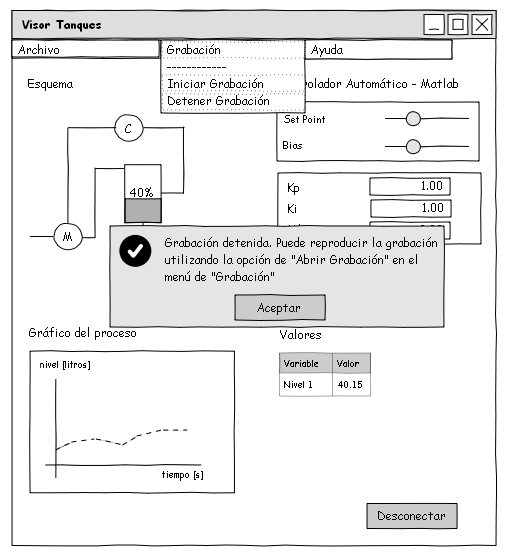 Visor Tanques
Archivo
Grabación
Ayuda
------------
Iniciar Grabación
Detener Grabación
Esquema
olador Automático - Matlab
Set Point
Bias
C
40%
M
Kp 1.00
Ki 1.00
Grabación detenida. Puede reproducir la grabación
utilizando la opción de "Abrir Grabación" en el
menú de "Grabación"
Aceptar
Gráfico del proceso
nivel [litros]
tiempo [s]
Valores
Variable Valor
Nivel 1 40.15
Desconectar